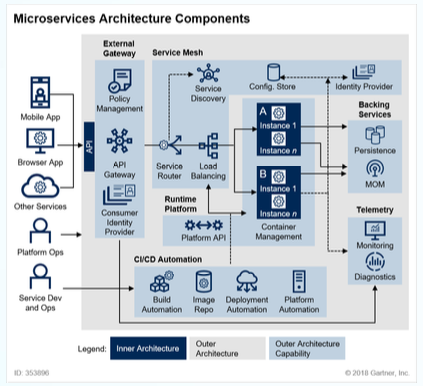 Microservices Architecture Components
External
Gateway
Service Mesh
Mobile App
Browser App
Other Services
Platform Ops
Service Dev
and Ops
API
Policy
Management
API
Gateway
Consumer
Identity
Provider
Service
Discovery
Config. Store
Identity Provider
Service
Router
Load
Balancing
A
Instance 1
Instance n
B
Instance 1
Instance n
Container
Management
Backing
Services
Persistence
MOM
Runtime
Platform
Platform API
Telemetry
Monitoring
Diagnostics
CI/CD Automation
Build
Automation
Image
Repo
Deployment
Automation
Platform
Automation
Legend:
Inner Architecture
Outer
Architecture
Outer Architecture
Capability
ID: 353896
© 2018 Gartner, Inc.